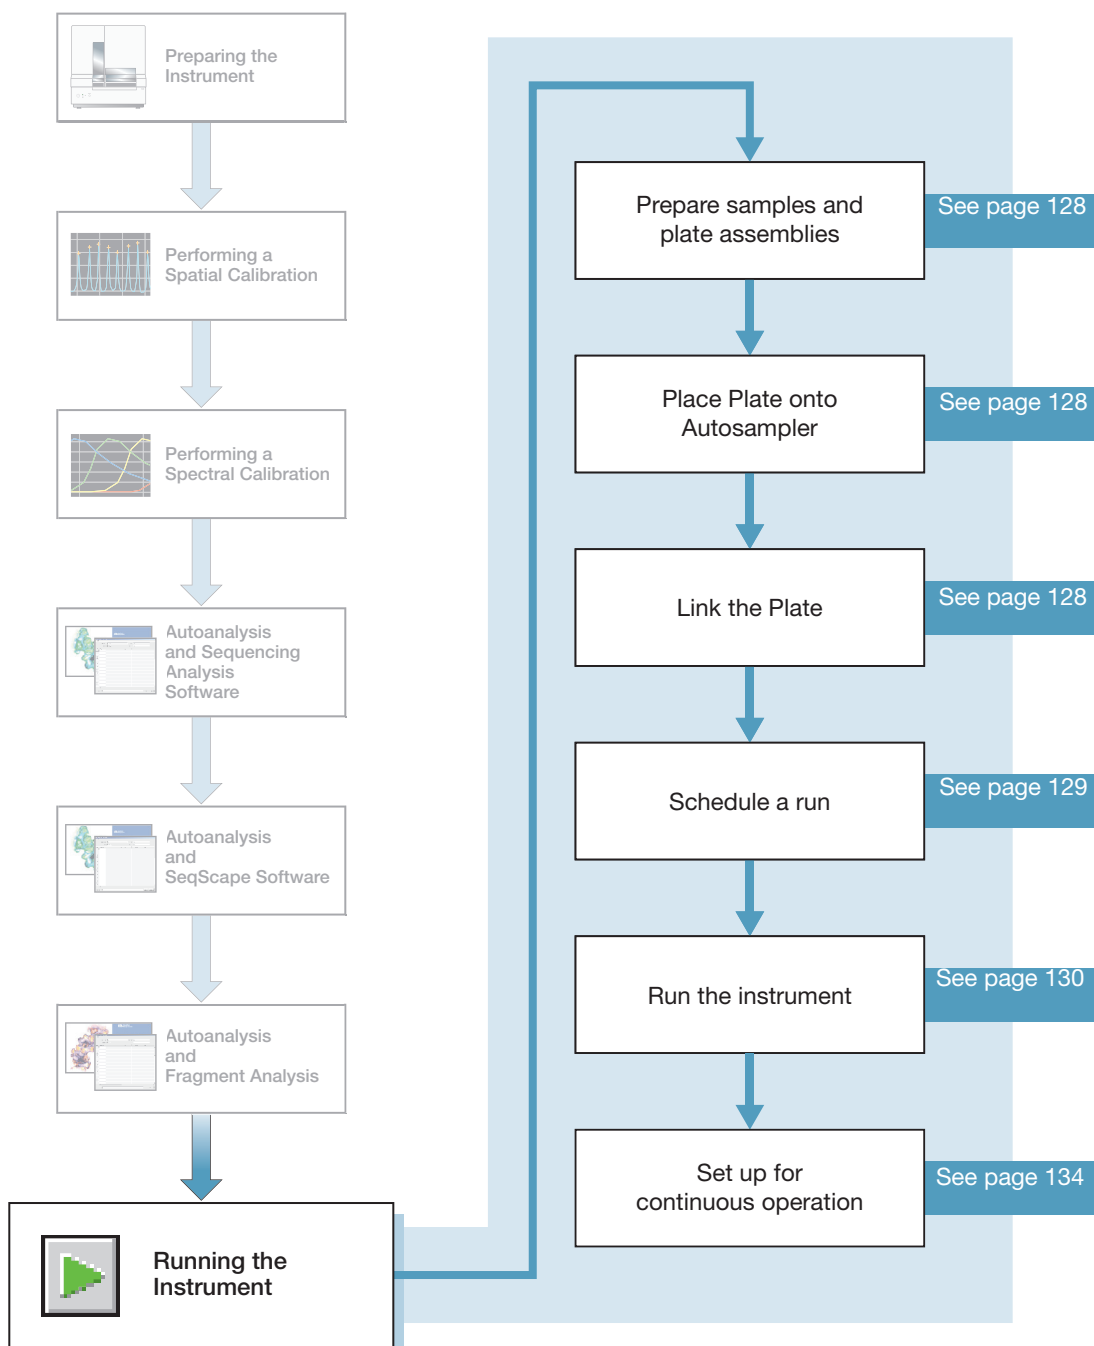 Preparing the
Instrument
Performing a
Spatial Calibration
Performing a
Spectral Calibration
Autoanalysis
and Sequencing
Analysis
Software
Autoanalysis
and
SeqScape Software
Autoanalysis
and
Fragment Analysis
Running the
Instrument
Prepare samples and
plate assemblies
See page 128
Place Plate onto
Autosampler
See page 128
Link the Plate
See page 128
Schedule a run
See page 129
Run the instrument
See page 130
Set up for
continuous operation
See page 134